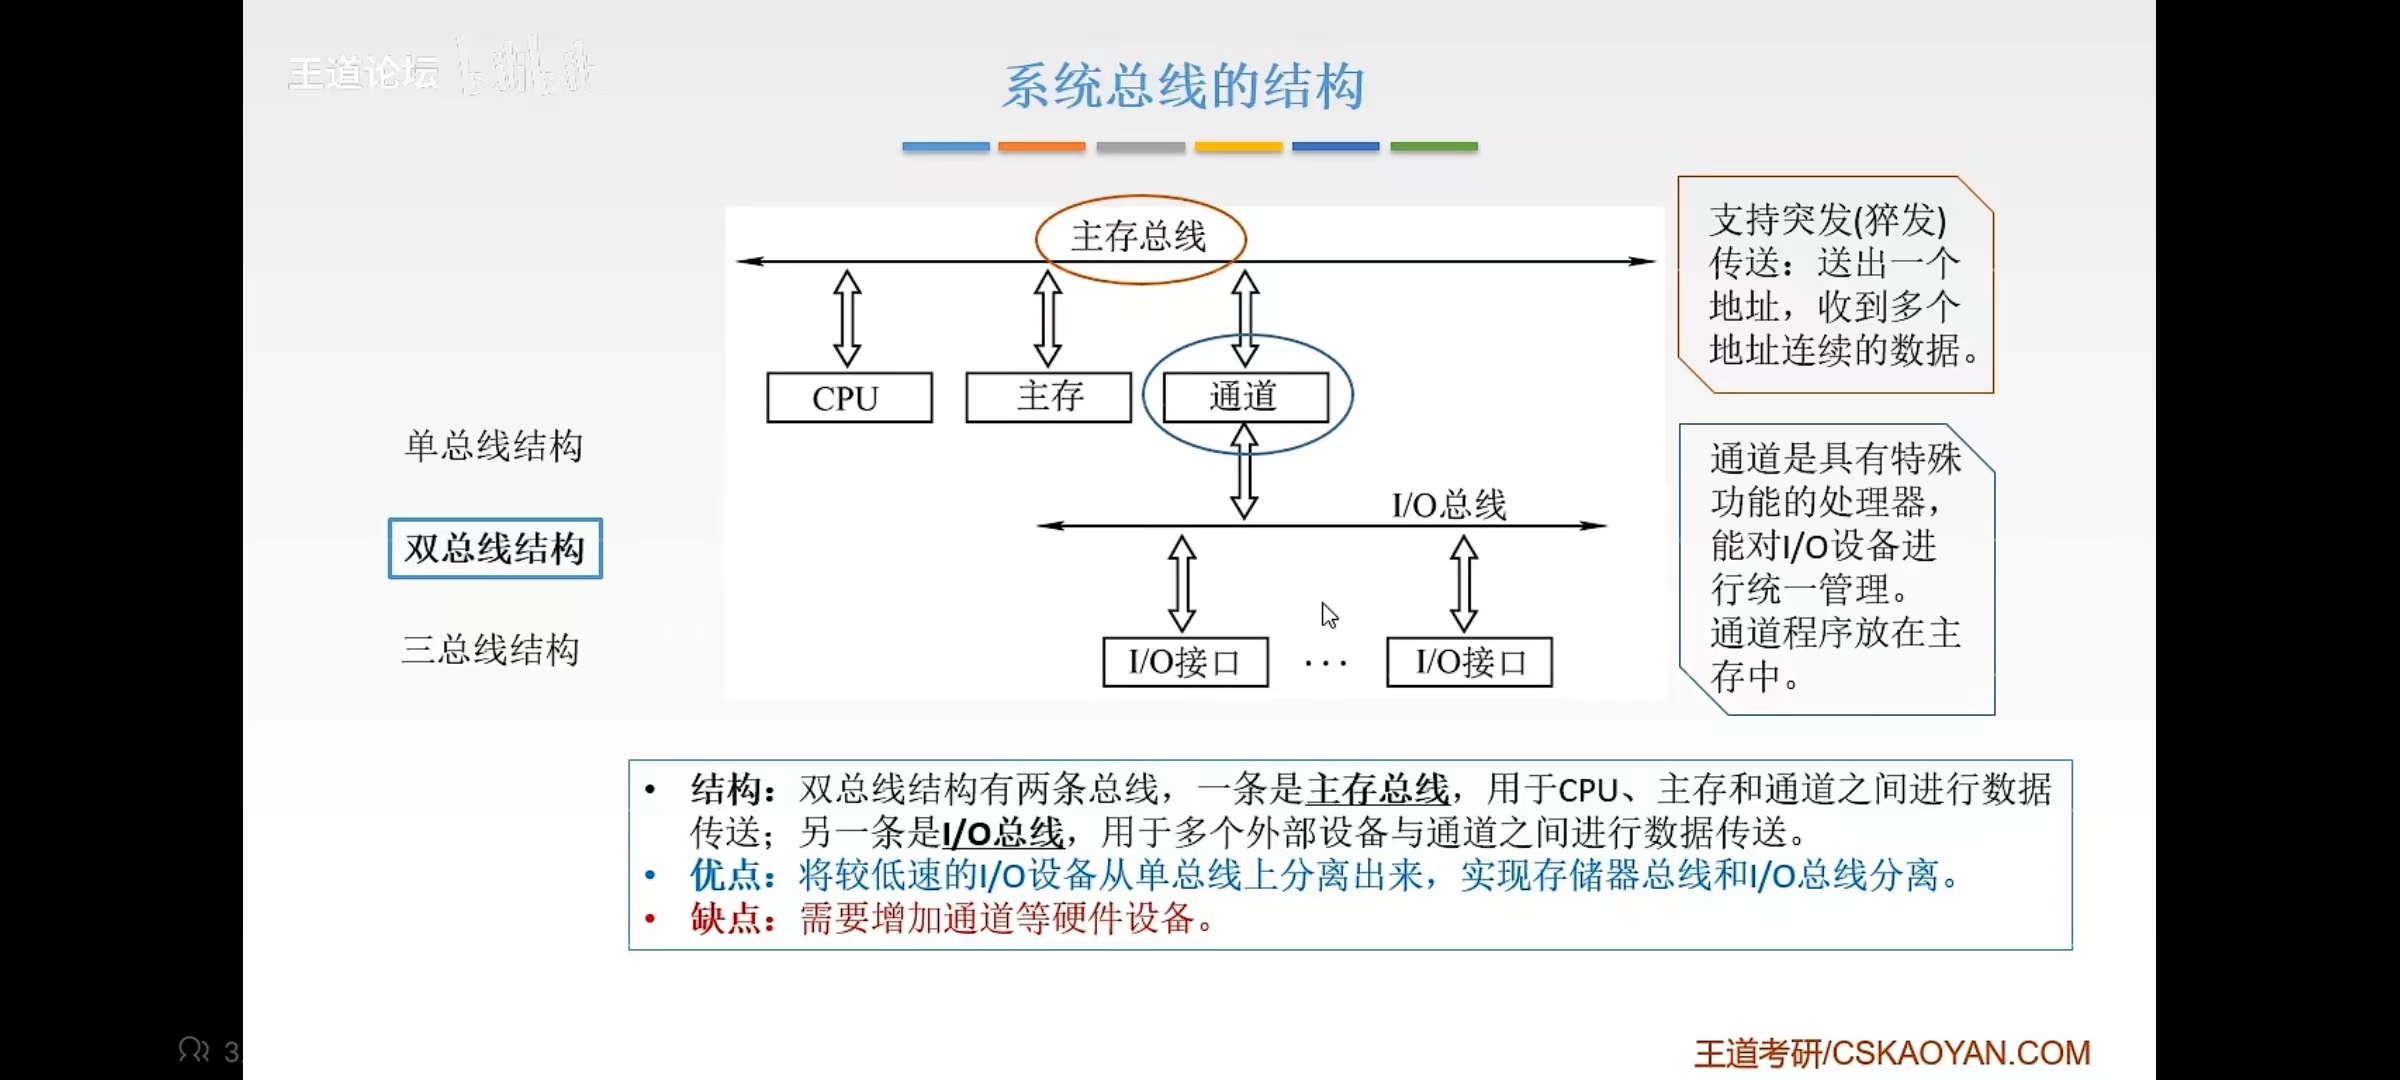 王道论坛
系统总线的结构
单总线结构
双总线结构
三总线结构
主存总线
CPU
主存
通道
I/O总线
I/O接口
···
I/O接口
支持突发(猝发)
传送：送出一个
地址，收到多个
地址连续的数据。
通道是具有特殊
功能的处理器，
能对I/O设备进
行统一管理。
通道程序放在主
存中。
• 结构：双总线结构有两条总线，一条是主存总线，用于CPU、主存和通道之间进行数据
传送；另一条是I/O总线，用于多个外部设备与通道之间进行数据传送。
• 优点：将较低速的I/O设备从单总线上分离出来，实现存储器总线和I/O总线分离。
• 缺点：需要增加通道等硬件设备。
3
王道考研/CSKAOYAN.COM